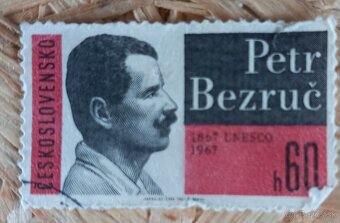 ČESKOSLOVENSKO
Petr
Bezruč
1867 UNESCO
1967
h60